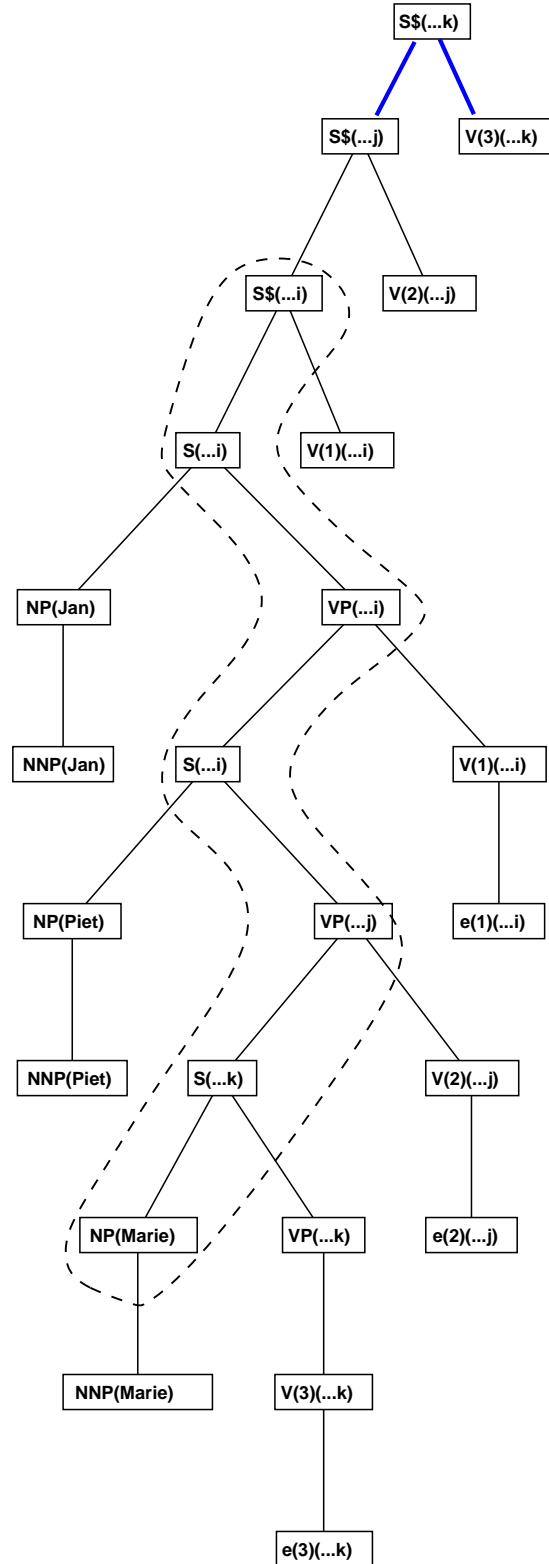 S$(...k)
S$(...j) V(3)(...k)
S$(...i) V(2)(...j)
S(...i) V(1)(...i)
NP(Jan) VP(...i)
NNP(Jan) S(...i) V(1)(...i)
NP(Piet) VP(...j) e(1)(...i)
NNP(Piet) S(...k) V(2)(...j)
NP(Marie) VP(...k) e(2)(...j)
NNP(Marie) V(3)(...k)
e(3)(...k)